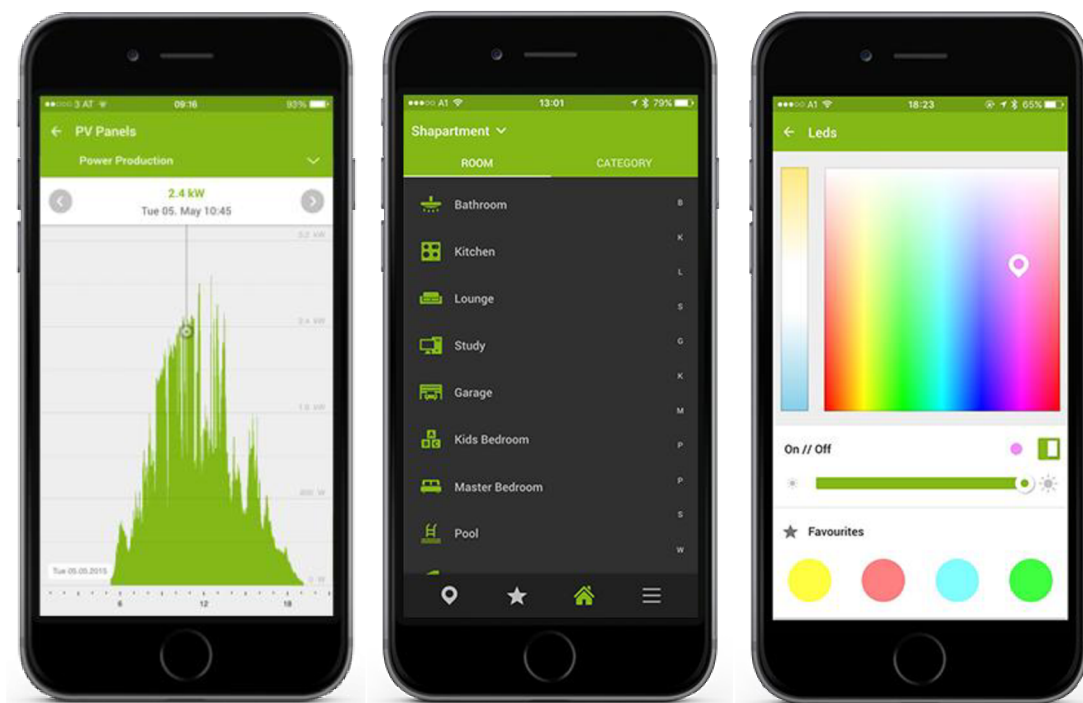 3 AT 09:16 93%
PV Panels
Power Production
2.4 kW
Tue 05. May 10:45
3.2 kW
2.4 kW
1.6 kW
800 W
Tue 05.05.2015
0 W
6 12 18
A1 13:01 79%
Shapartment
ROOM CATEGORY
Bathroom
Kitchen
Lounge
Study
Garage
Kids Bedroom
Master Bedroom
Pool
B
K
L
S
G
K
M
P
P
S
W
A
B C
A1 18:23 65%
Leds
On // Off
Favourites